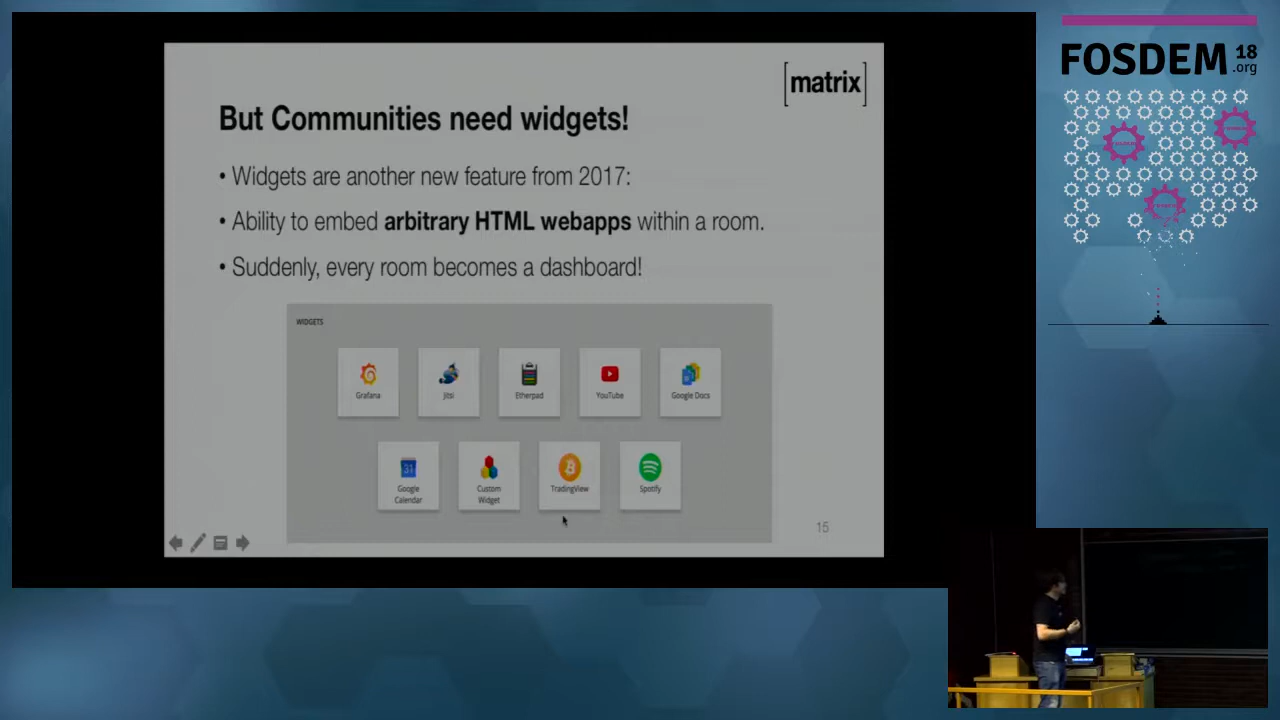 [matrix]
But Communities need widgets!
• Widgets are another new feature from 2017:
• Ability to embed arbitrary HTML webapps within a room.
• Suddenly, every room becomes a dashboard!
WIDGETS
Grafana
Jitsi
Etherpad
YouTube
Google Docs
31
Google
Calendar
Custom
Widget
TradingView
Spotify
15
FOSDEM 18
.org